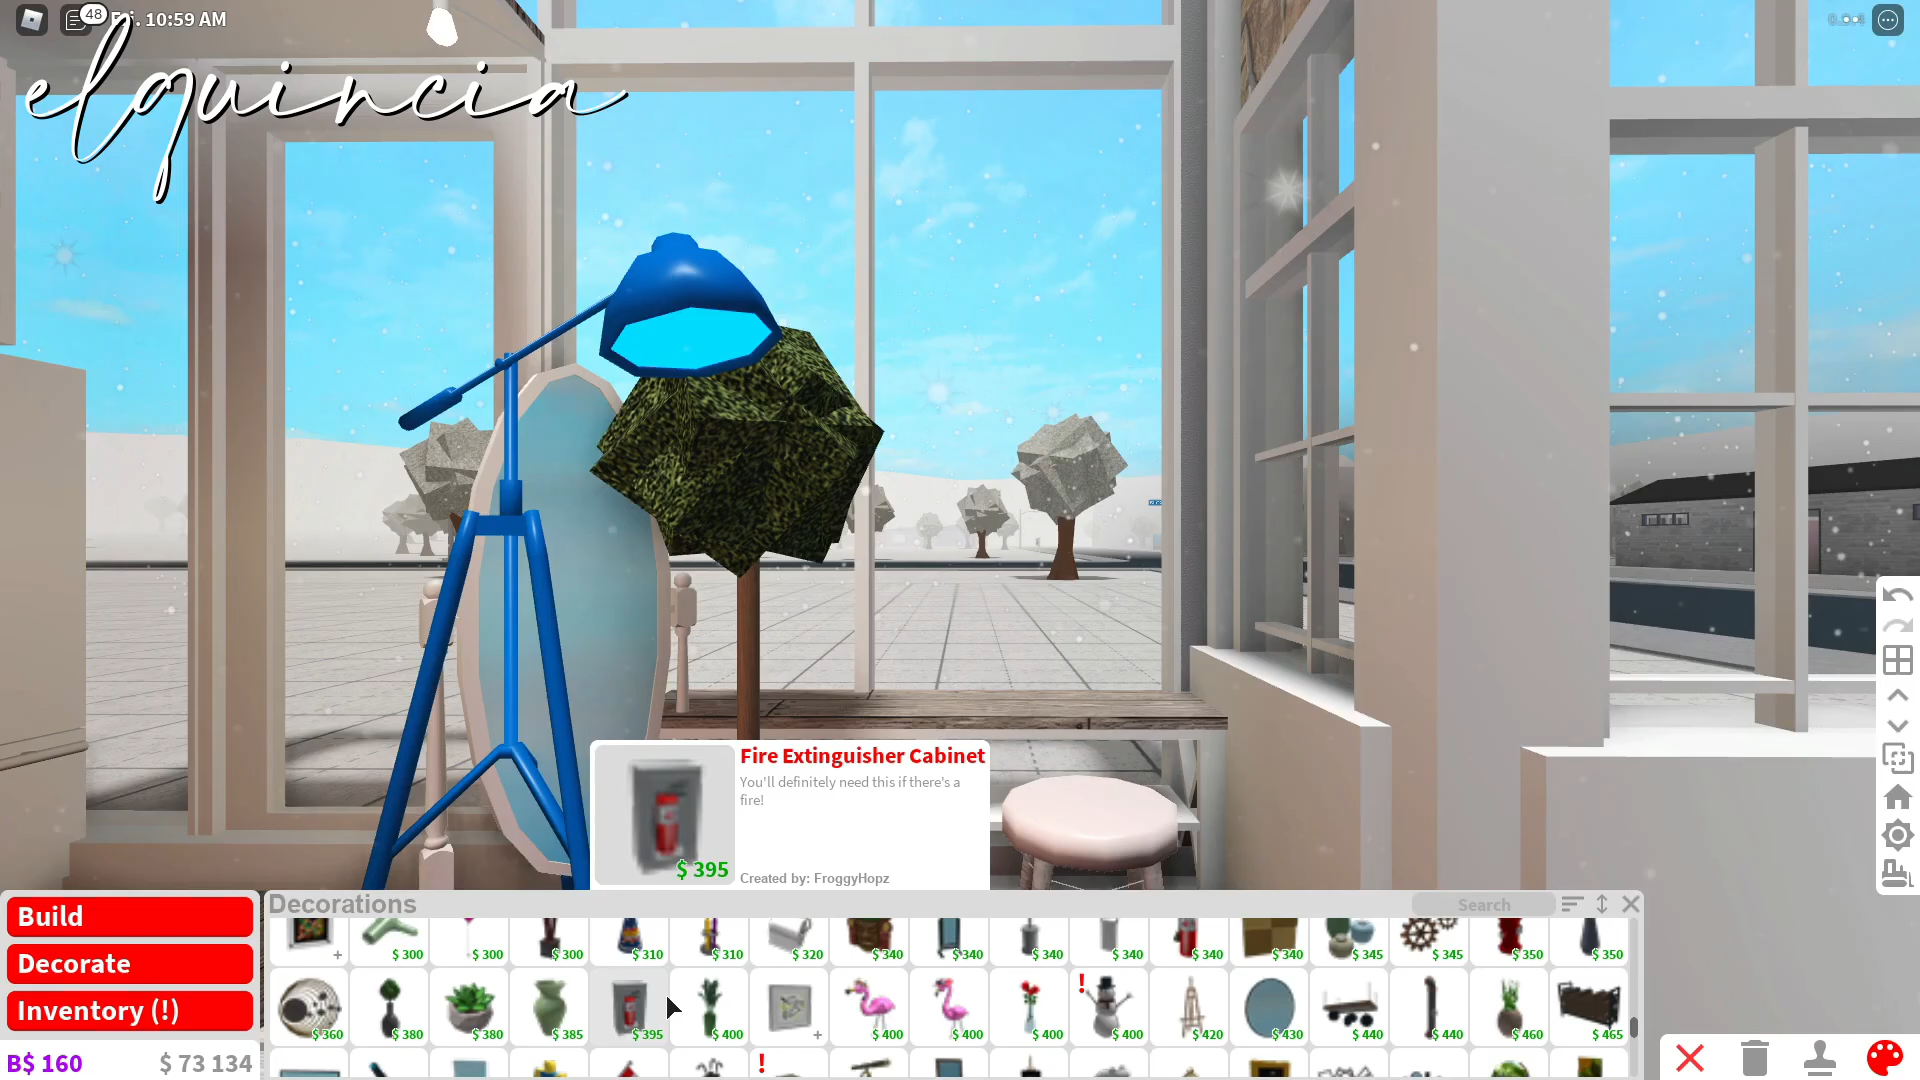 48
. 10:59 AM
elquincia
Fire Extinguisher Cabinet
You'll definitely need this if there's a
fire!
$ 395
Created by: FroggyHopz
Build
Decorate
Inventory (!)
B$ 160 $ 73 134
Decorations
Search
+ $ 300 $ 300 $ 300 $ 310 $ 310 $ 320 $ 340 $ 340 $ 340 $ 340 $ 340 $ 340 $ 345 $ 345 $ 350 $ 350
$ 360 $ 380 $ 380 $ 385 $ 395 $ 400 + $ 400 $ 400 $ 400 ! $ 400 $ 420 $ 430 $ 440 $ 440 $ 460 $ 465
!